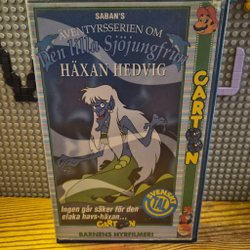 SABAN'S
ÄVENTYRSSERIEN OM
Den Lilla Sjöjungfrun
HÄXAN HEDVIG
CARTOON
Ingen går säker för den
elaka havs-häxan...
CARTOON
SVENSKT
TAL
BARNENS HYRFILMER!